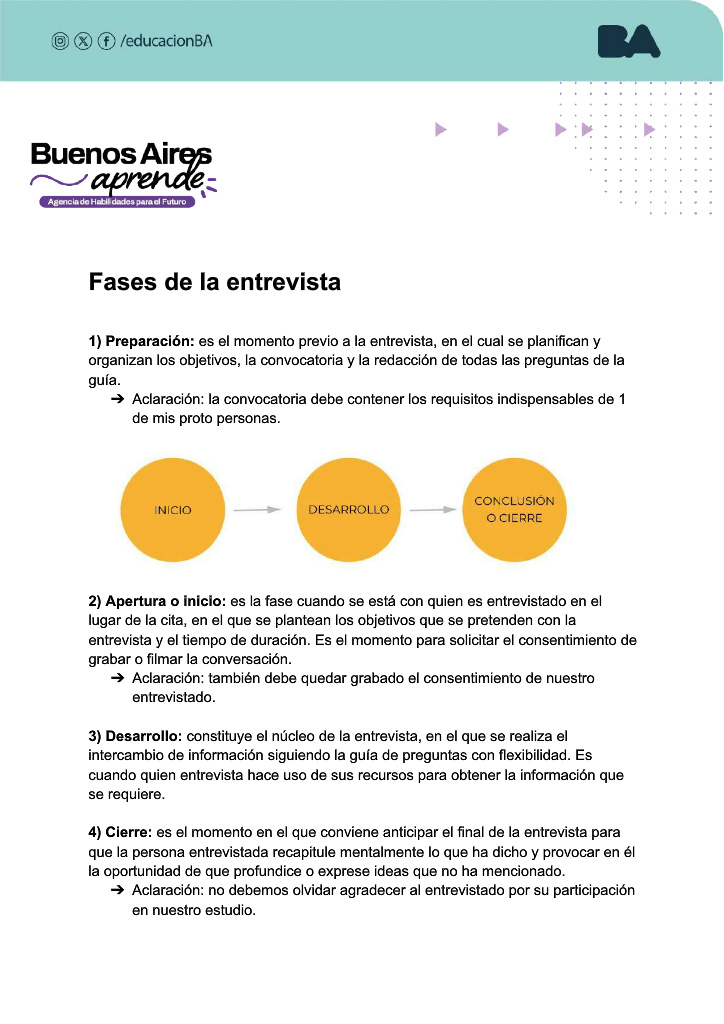 /educacionBA
BA
Buenos Aires
aprende
Agencia de Habilidades para el Futuro
Fases de la entrevista
1) Preparación: es el momento previo a la entrevista, en el cual se planifican y
organizan los objetivos, la convocatoria y la redacción de todas las preguntas de la
guía.
➔ Aclaración: la convocatoria debe contener los requisitos indispensables de 1
de mis proto personas.
INICIO
DESARROLLO
CONCLUSIÓN
O CIERRE
2) Apertura o inicio: es la fase cuando se está con quien es entrevistado en el
lugar de la cita, en el que se plantean los objetivos que se pretenden con la
entrevista y el tiempo de duración. Es el momento para solicitar el consentimiento de
grabar o filmar la conversación.
➔ Aclaración: también debe quedar grabado el consentimiento de nuestro
entrevistado.
3) Desarrollo: constituye el núcleo de la entrevista, en el que se realiza el
intercambio de información siguiendo la guía de preguntas con flexibilidad. Es
cuando quien entrevista hace uso de sus recursos para obtener la información que
se requiere.
4) Cierre: es el momento en el que conviene anticipar el final de la entrevista para
que la persona entrevistada recapitule mentalmente lo que ha dicho y provocar en él
la oportunidad de que profundice o exprese ideas que no ha mencionado.
➔ Aclaración: no debemos olvidar agradecer al entrevistado por su participación
en nuestro estudio.